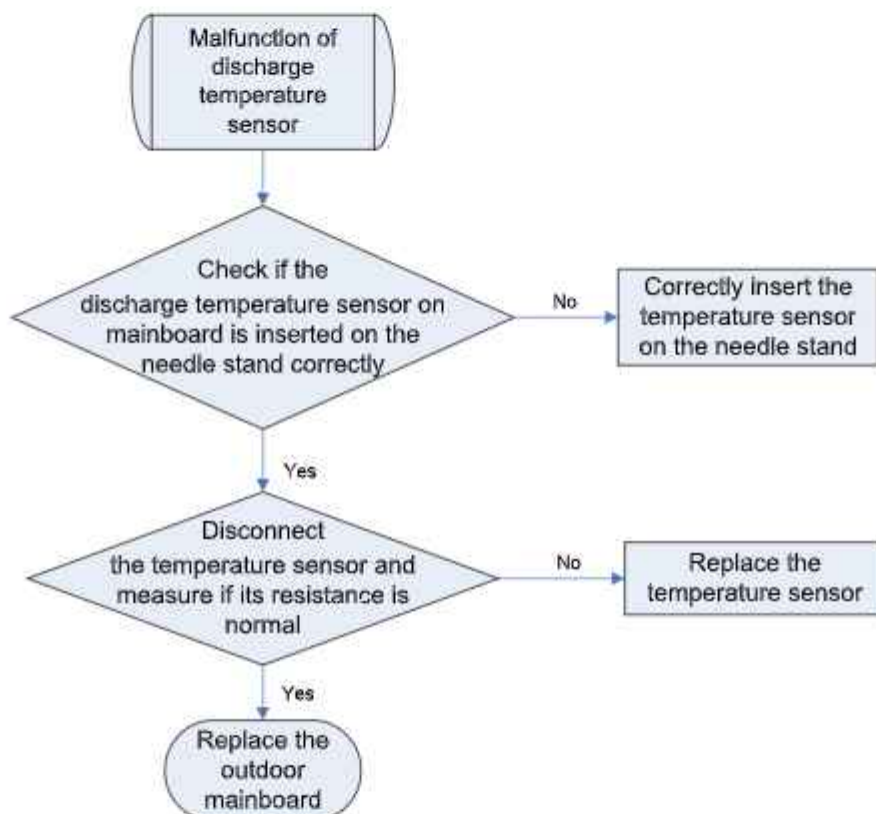 Malfunction of
discharge
temperature
sensor
Check if the
discharge temperature sensor on
mainboard is inserted on the
needle stand correctly
No
Correctly insert the
temperature sensor
on the needle stand
Yes
Disconnect
the temperature sensor and
measure if its resistance is
normal
No
Replace the
temperature sensor
Yes
Replace the
outdoor
mainboard